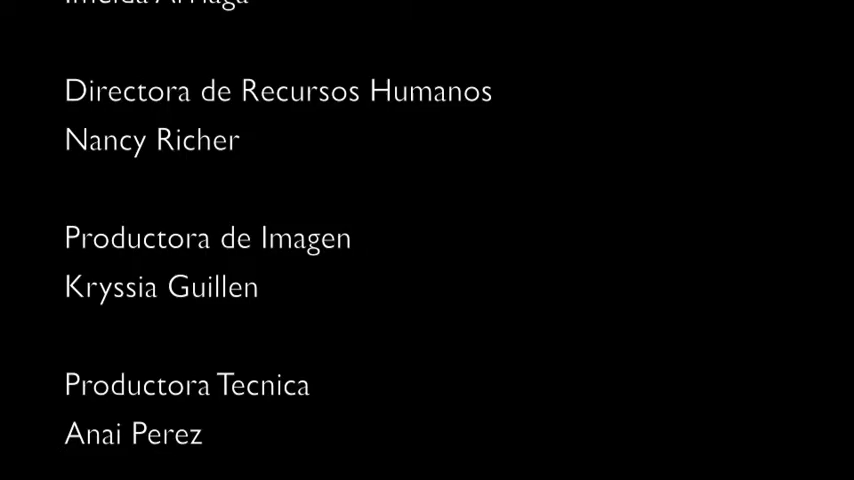 Directora de Recursos Humanos
Nancy Richer
Productora de Imagen
Kryssia Guillen
Productora Tecnica
Anai Perez